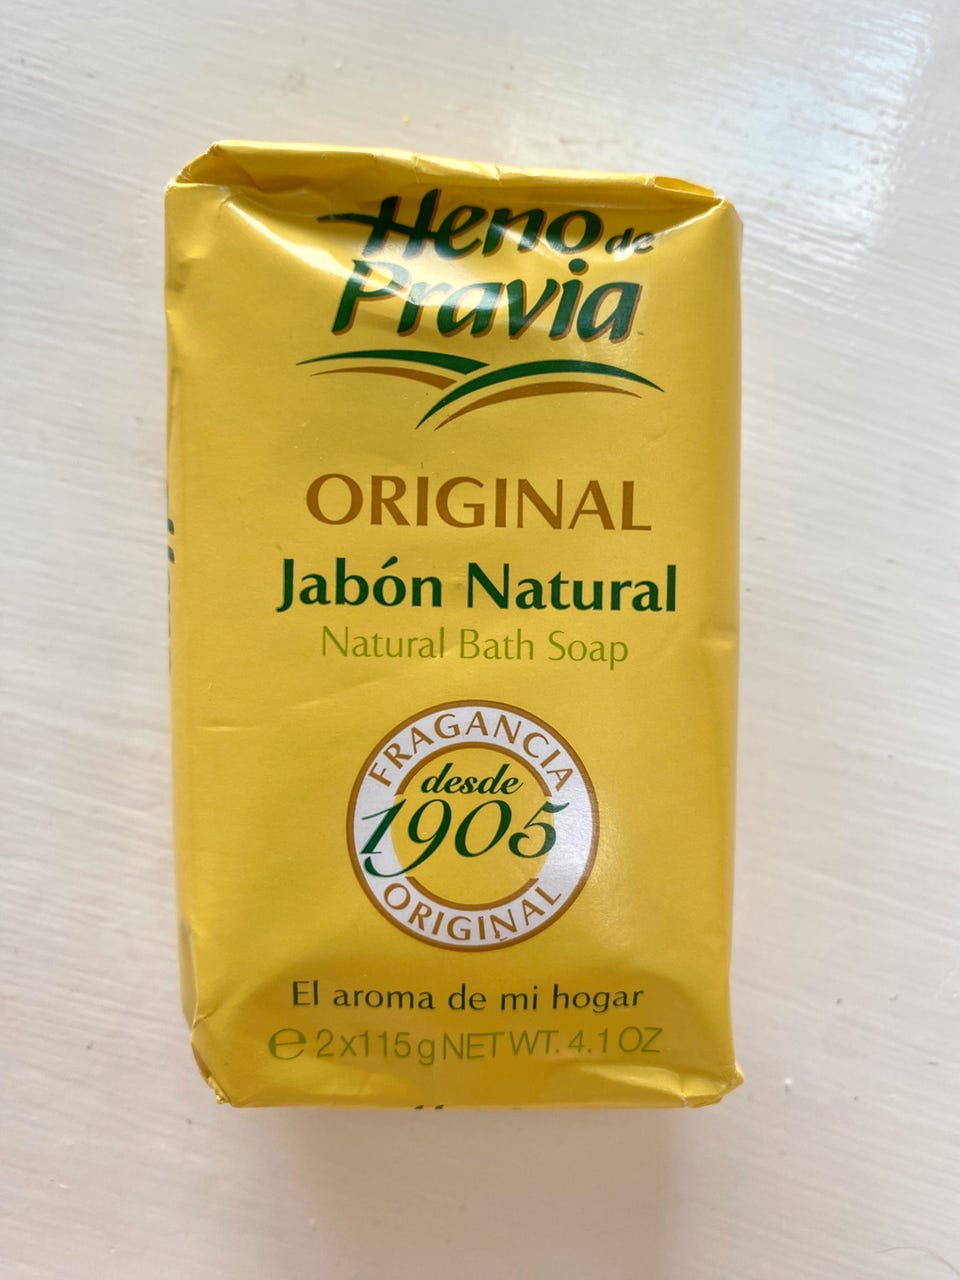 Heno de
Pravia
ORIGINAL
Jabón Natural
Natural Bath Soap
FRAGANCIA
desde
1905
ORIGINAL
El aroma de mi hogar
℮ 2x115g NET WT. 4.1 OZ